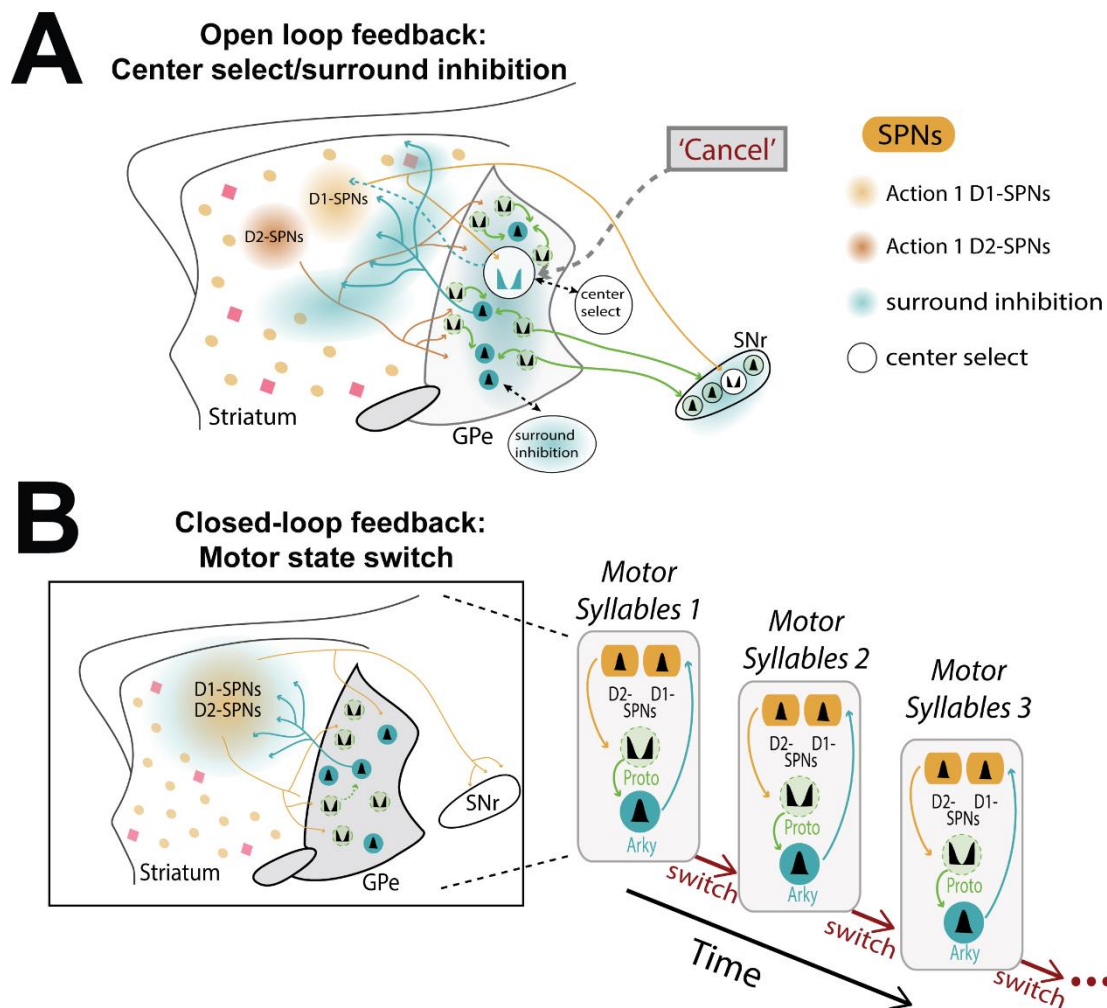 A
Open loop feedback:
Center select/surround inhibition
'Cancel'
SPNs
D1-SPNs
D2-SPNs
Action 1 D1-SPNs
Action 1 D2-SPNs
center
select
surround inhibition
SNr
center select
Striatum
GPe
surround
inhibition
B
Closed-loop feedback:
Motor state switch
Motor
Syllables 1
Motor
Syllables 2
Motor
Syllables 3
D1-SPNs
D2-SPNs
SNr
Striatum
GPe
D2- D1-
SPNs
Proto
Arky
switch
D2- D1-
SPNs
Proto
Arky
switch
D2- D1-
SPNs
Proto
Arky
switch
Time